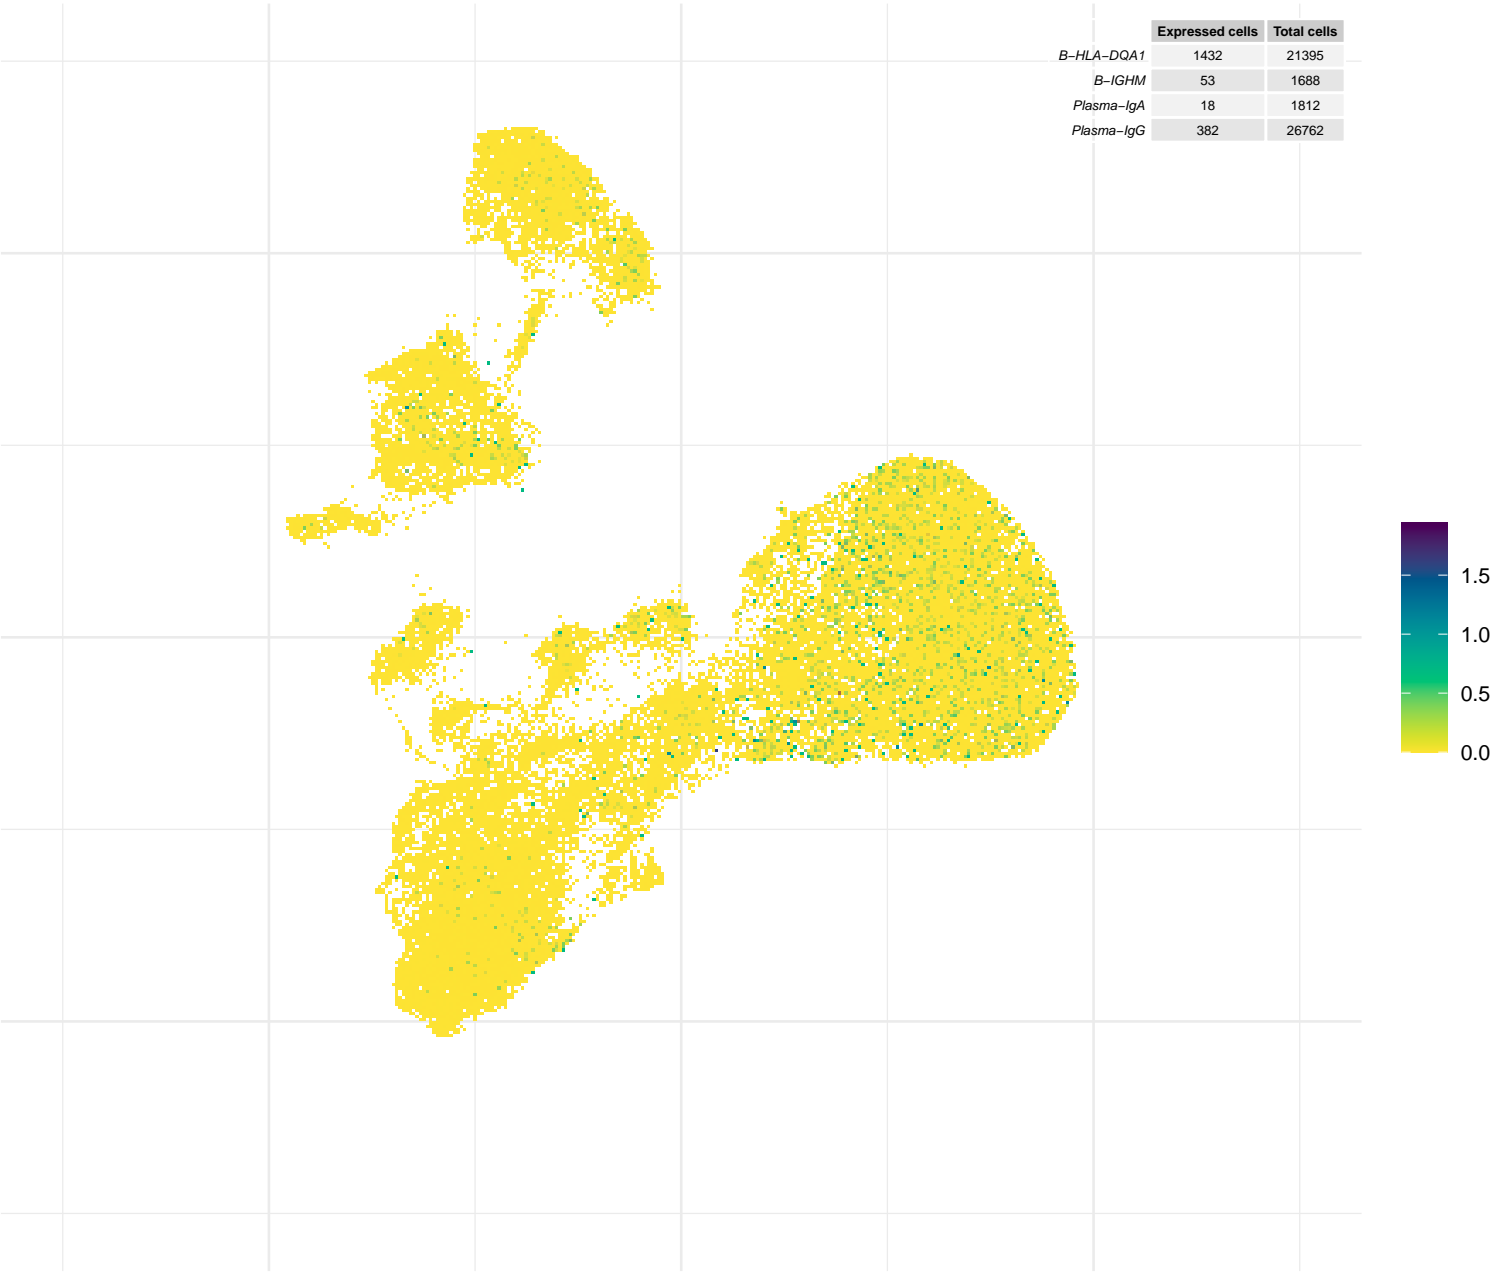 Expressed cells Total cells
B-HLA-DQA1 1432 21395
B-IGHM 53 1688
Plasma-IgA 18 1812
Plasma-IgG 382 26762
1.5
1.0
0.5
0.0